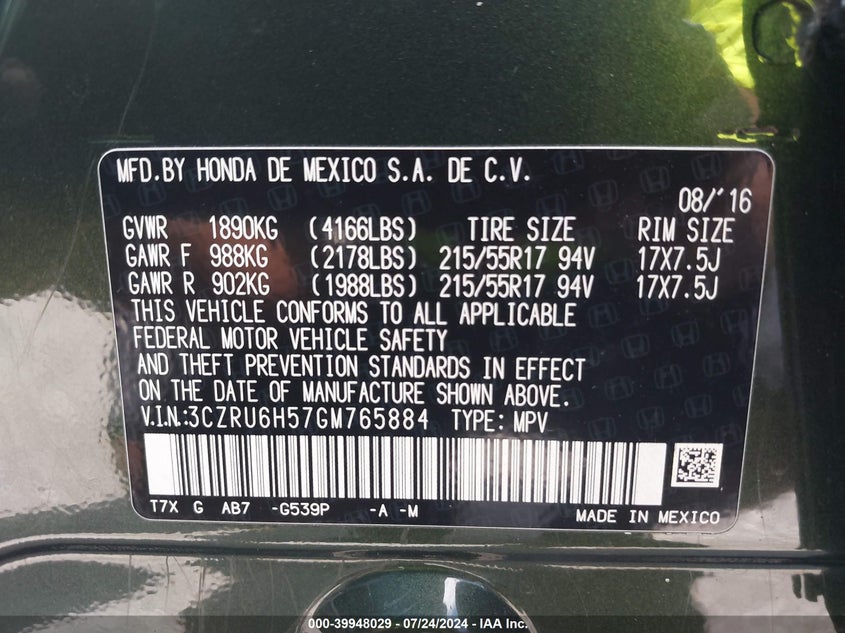 MFD.BY HONDA DE MEXICO S.A. DE C.V.
08/'16
GVWR 1890KG (4166LBS) TIRE SIZE RIM SIZE
GAWR F 988KG (2178LBS) 215/55R17 94V 17X7.5J
GAWR R 902KG (1988LBS) 215/55R17 94V 17X7.5J
THIS VEHICLE CONFORMS TO ALL APPLICABLE
FEDERAL MOTOR VEHICLE SAFETY
AND THEFT PREVENTION STANDARDS IN EFFECT
ON THE DATE OF MANUFACTURE SHOWN ABOVE.
V.I.N.:3CZRU6H57GM765884 TYPE: MPV
T7X G AB7 -G539P -A -M MADE IN MEXICO
000-39948029 - 07/24/2024 - IAA Inc.